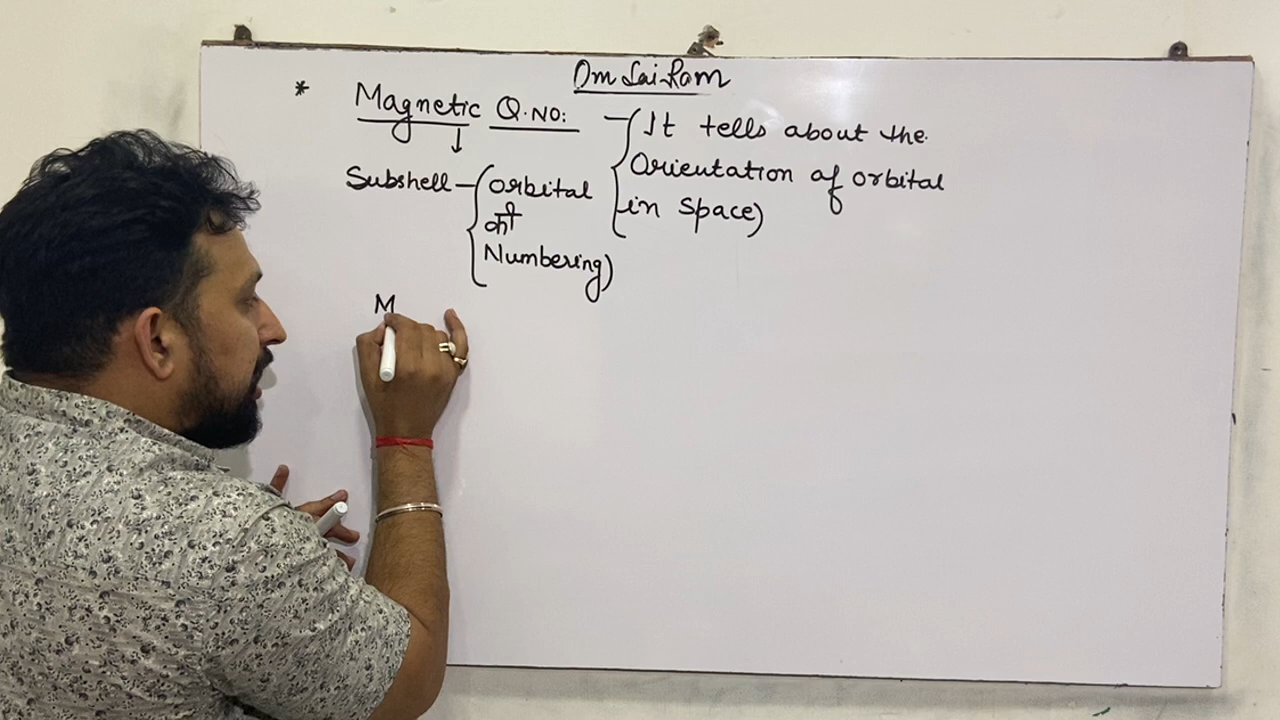 Om Sai Ram
* Magnetic Q.NO:
It tells about the
Orientation of orbital
in Space)
Subshell – (orbital
की
Numbering)
M